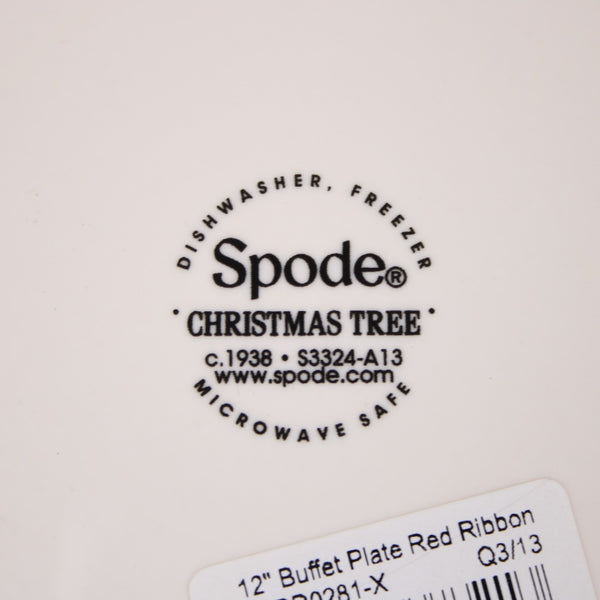 DISHWASHER, FREEZER
Spode®
· CHRISTMAS TREE ·
c.1938 • S3324-A13
www.spode.com
MICROWAVE SAFE
12" Buffet Plate Red Ribbon
Q3/13